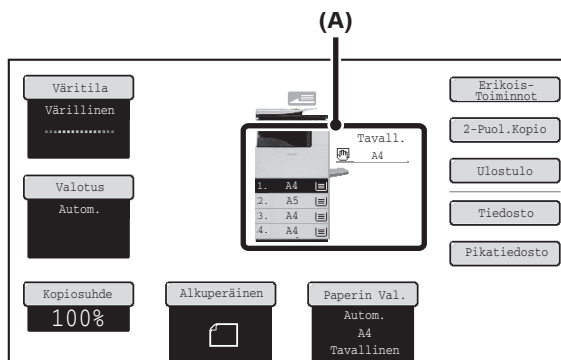 (A)
Väritila
Värillinen
Valotus
Autom.
Kopiosuhde
100%
Alkuperäinen
Paperin Val.
Autom.
A4
Tavallinen
Tavall.
A4
1. A4
2. A5
3. A4
4. A4
Erikois-
Toiminnot
2-Puol.Kopio
Ulostulo
Tiedosto
Pikatiedosto